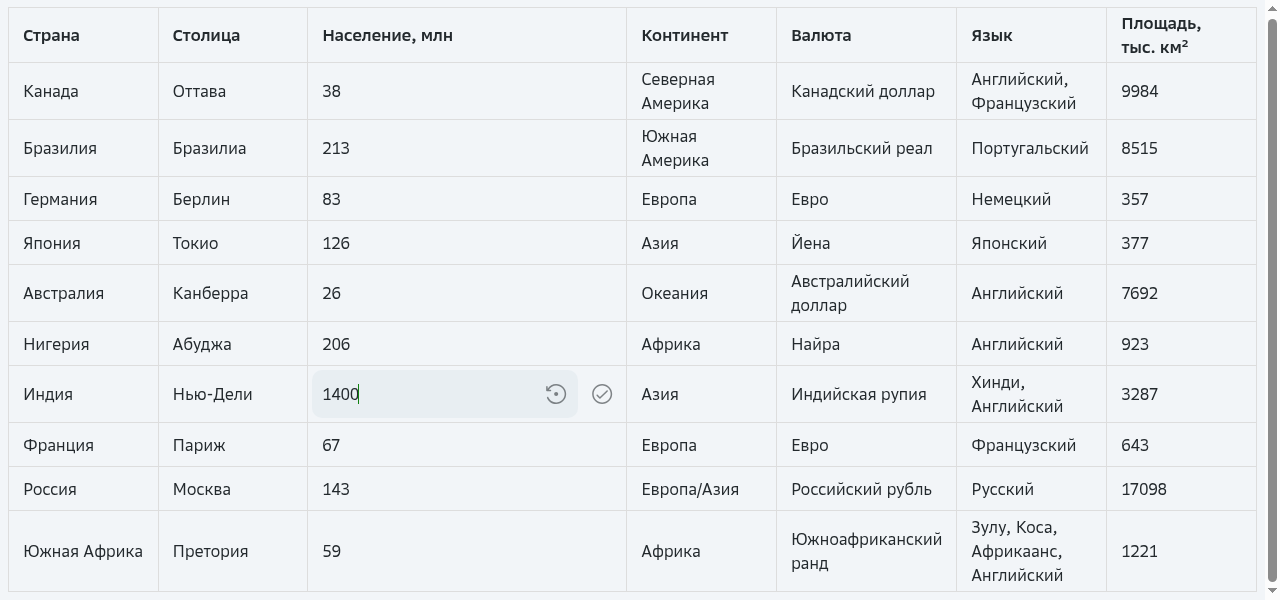 Страна Столица Население, млн Континент Валюта Язык Площадь,
тыс. км²
Канада Оттава 38 Северная
Америка Канадский доллар Английский,
Французский 9984
Бразилия Бразилиа 213 Южная
Америка Бразильский реал Португальский 8515
Германия Берлин 83 Европа Евро Немецкий 357
Япония Токио 126 Азия Йена Японский 377
Австралия Канберра 26 Океания Австралийский
доллар Английский 7692
Нигерия Абуджа 206 Африка Найра Английский 923
Индия Нью-Дели 1400 Азия Индийская рупия Хинди,
Английский 3287
Франция Париж 67 Европа Евро Французский 643
Россия Москва 143 Европа/Азия Российский рубль Русский 17098
Южная Африка Претория 59 Африка Южноафриканский
ранд Зулу, Коса,
Африкаанс,
Английский 1221